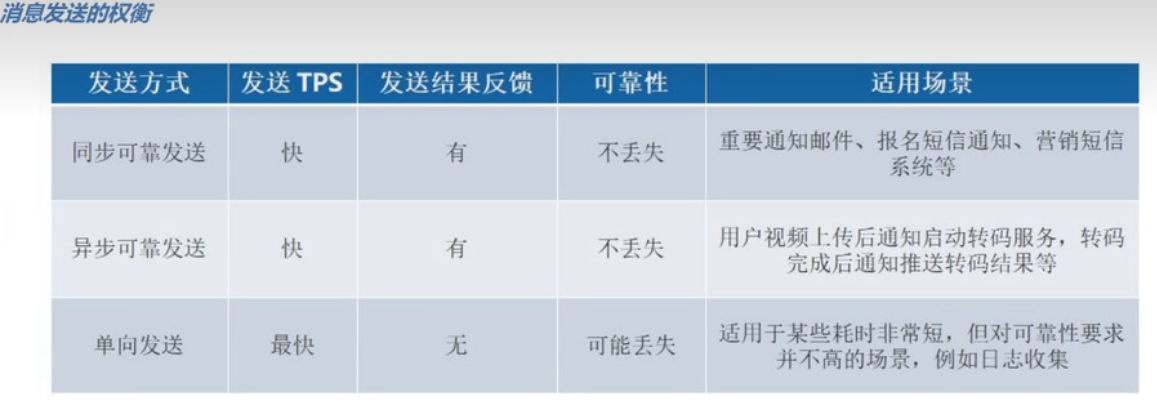 消息发送的权衡
发送方式 发送 TPS 发送结果反馈 可靠性 适用场景
同步可靠发送 快 有 不丢失 重要通知邮件、报名短信通知、营销短信
系统等
异步可靠发送 快 有 不丢失 用户视频上传后通知启动转码服务，转码
完成后通知推送转码结果等
单向发送 最快 无 可能丢失 适用于某些耗时非常短，但对可靠性要求
并不高的场景，例如日志收集